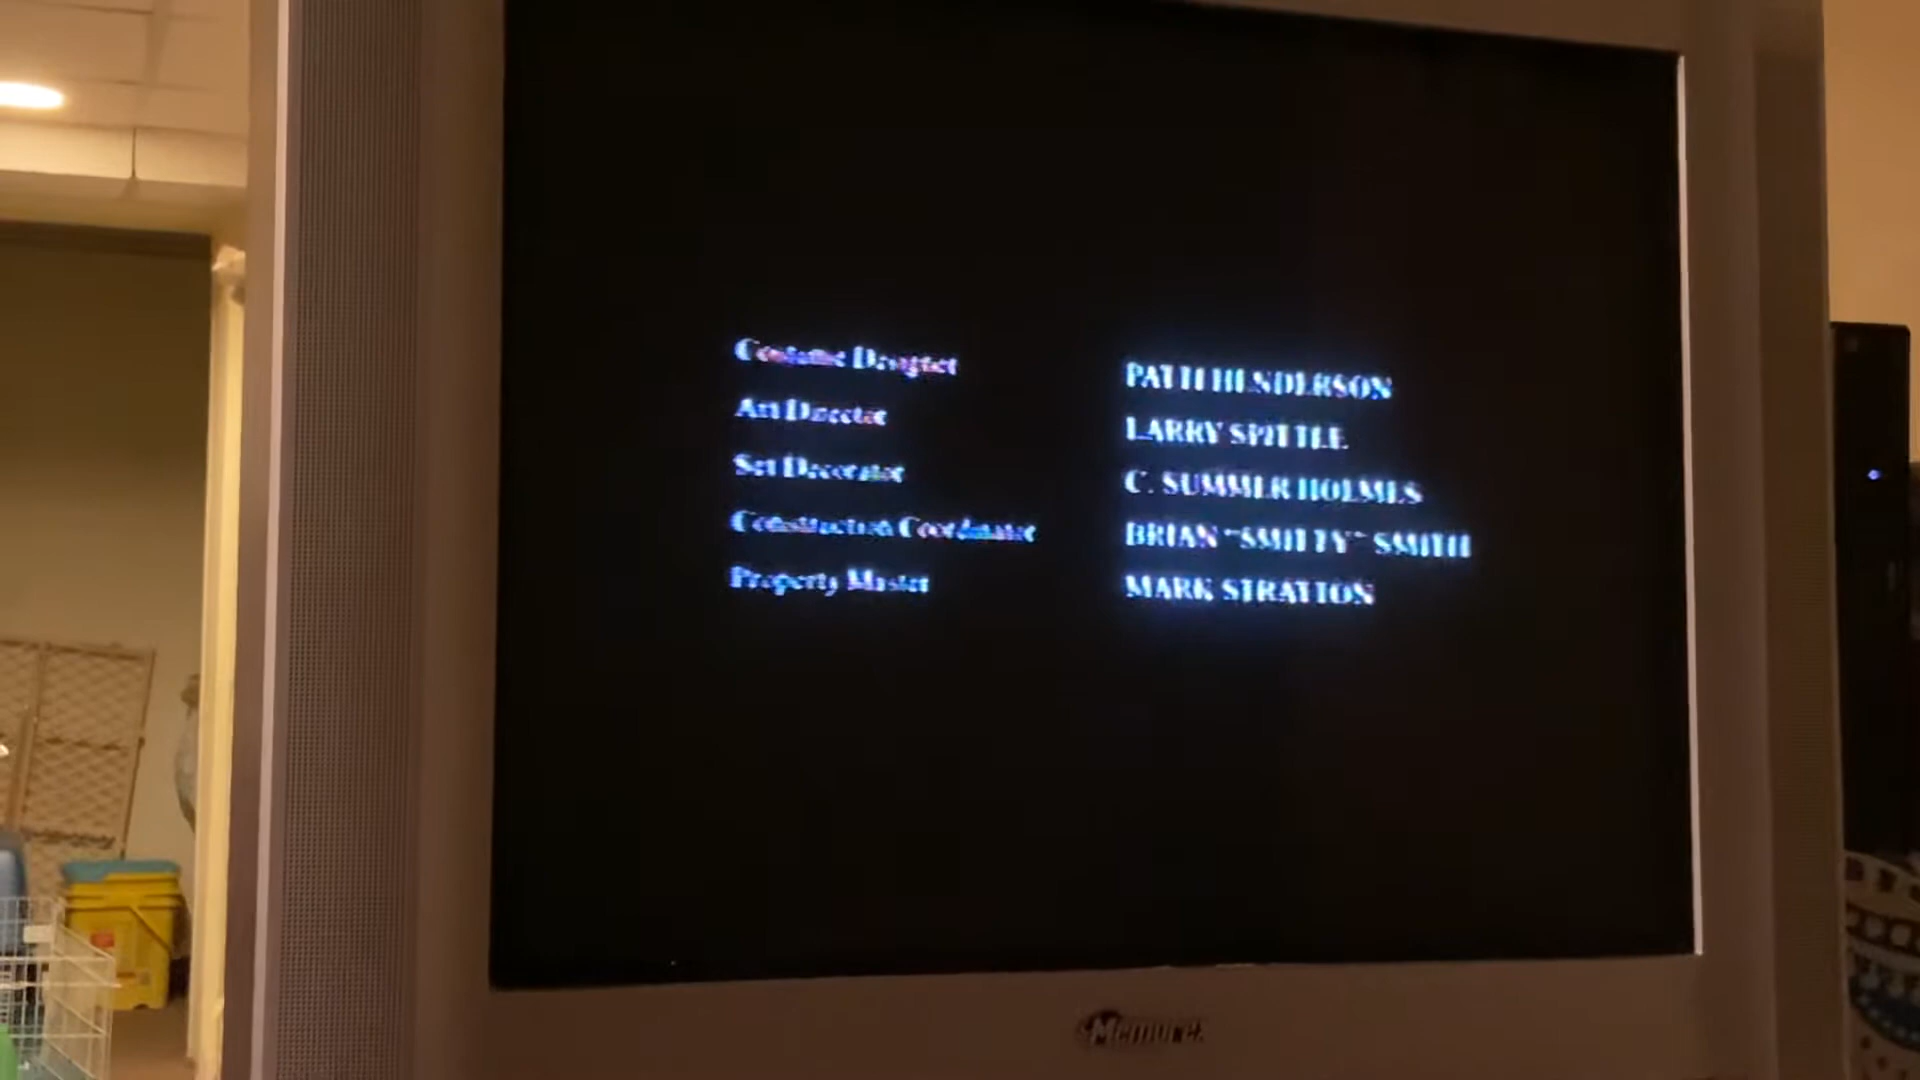 Costume Designer PATTI HENDERSON
Art Director LARRY SPITTLE
Set Decorator C. SUMMER HOLMES
Construction Coordinator BRIAN "SMITTY" SMITH
Property Master MARK STRATTON
Memorex